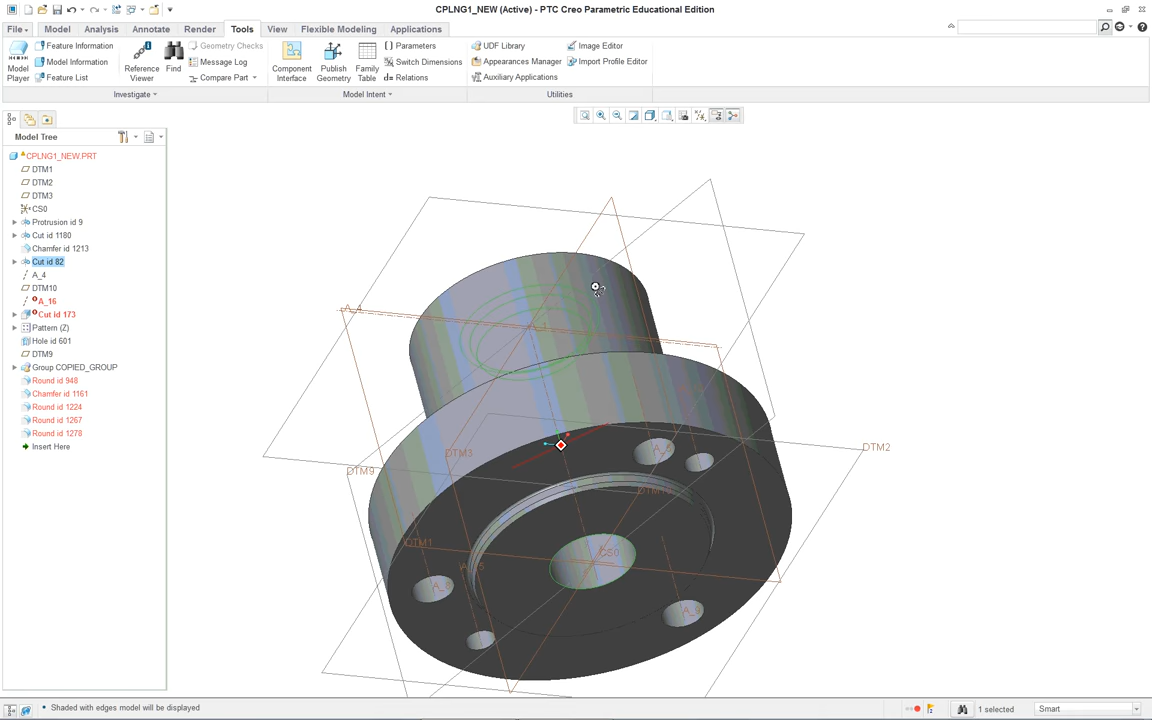 CPLNG1_NEW (Active) - PTC Creo Parametric Educational Edition
File
Model
Analysis
Annotate
Render
Tools
View
Flexible Modeling
Applications
Model Player
Feature Information
Model Information
Feature List
Reference Viewer
Find
Geometry Checks
Message Log
Compare Part
Investigate
Component Interface
Publish Geometry
Family Table
Parameters
Switch Dimensions
d= Relations
Model Intent
UDF Library
Appearances Manager
Auxiliary Applications
Image Editor
Import Profile Editor
Utilities
Model Tree
CPLNG1_NEW.PRT
DTM1
DTM2
DTM3
CS0
Protrusion id 9
Cut id 1180
Chamfer id 1213
Cut id 82
A_4
DTM10
A_16
Cut id 173
Pattern (Z)
Hole id 601
DTM9
Group COPIED_GROUP
Round id 948
Chamfer id 1161
Round id 1224
Round id 1267
Round id 1278
Insert Here
A_4
A_1
DTM2
DTM3
DTM9
DTM1
CS0
Shaded with edges model will be displayed
1 selected
Smart